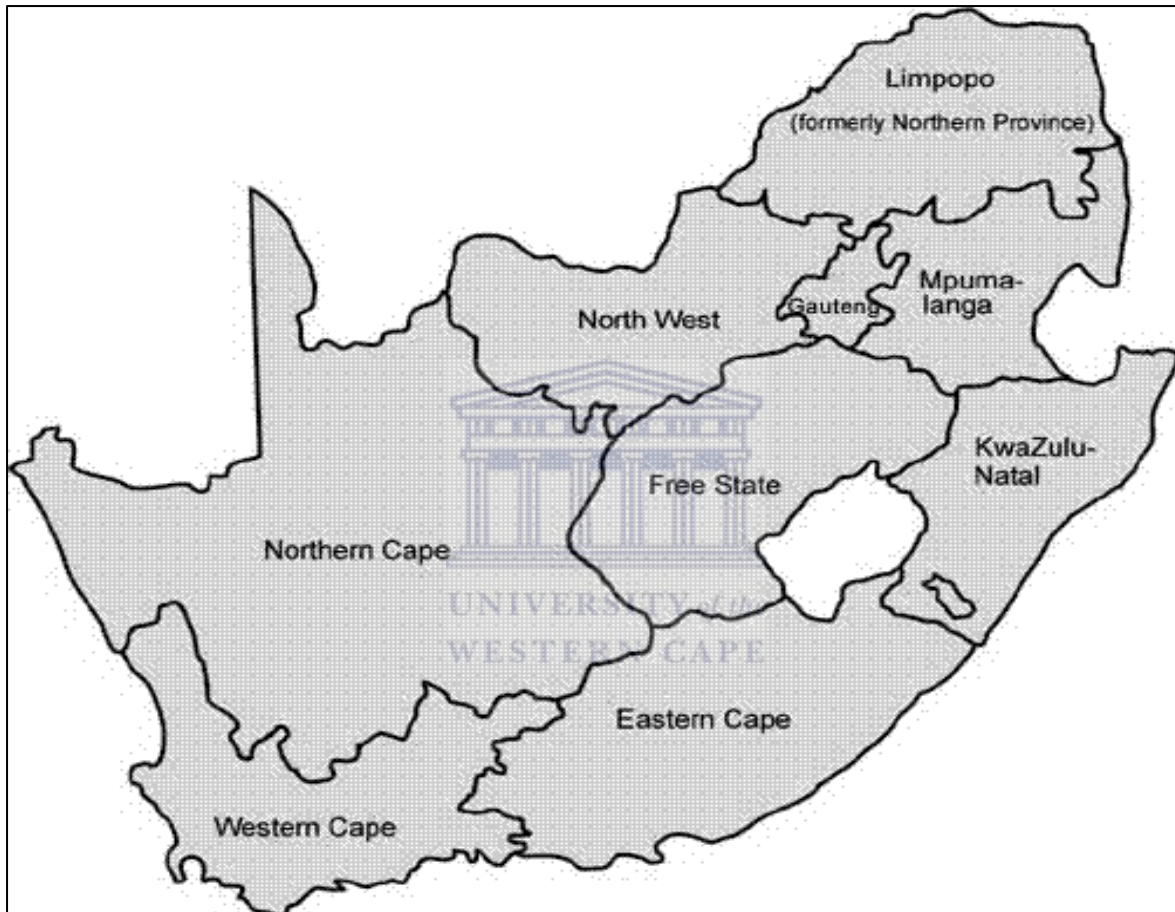 Limpopo
(formerly Northern Province)
Mpuma-
langa
Gauteng
North West
KwaZulu-
Natal
Free State
Northern Cape
UNIVERSITY of the
WESTERN CAPE
Eastern Cape
Western Cape